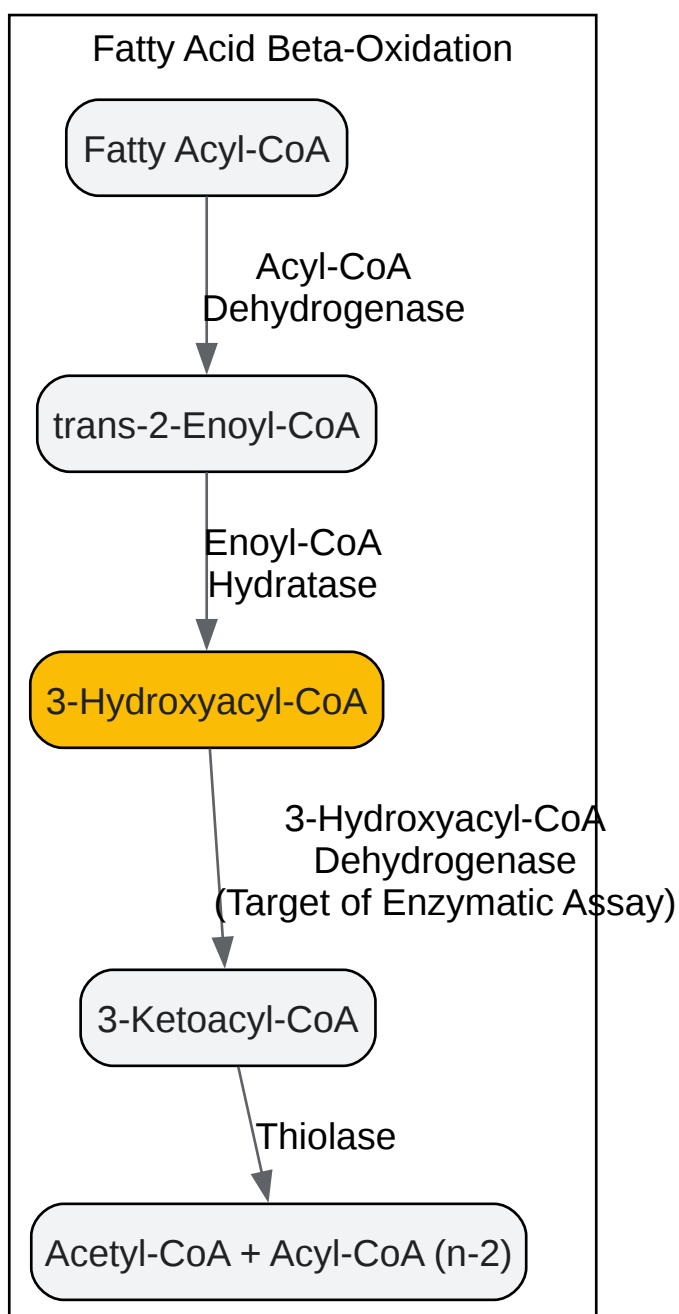 Fatty Acid Beta-Oxidation
Fatty Acyl-CoA
Acyl-CoA
Dehydrogenase
trans-2-Enoyl-CoA
Enoyl-CoA
Hydratase
3-Hydroxyacyl-CoA
3-Hydroxyacyl-CoA
Dehydrogenase
(Target of Enzymatic Assay)
3-Ketoacyl-CoA
Thiolase
Acetyl-CoA + Acyl-CoA (n-2)